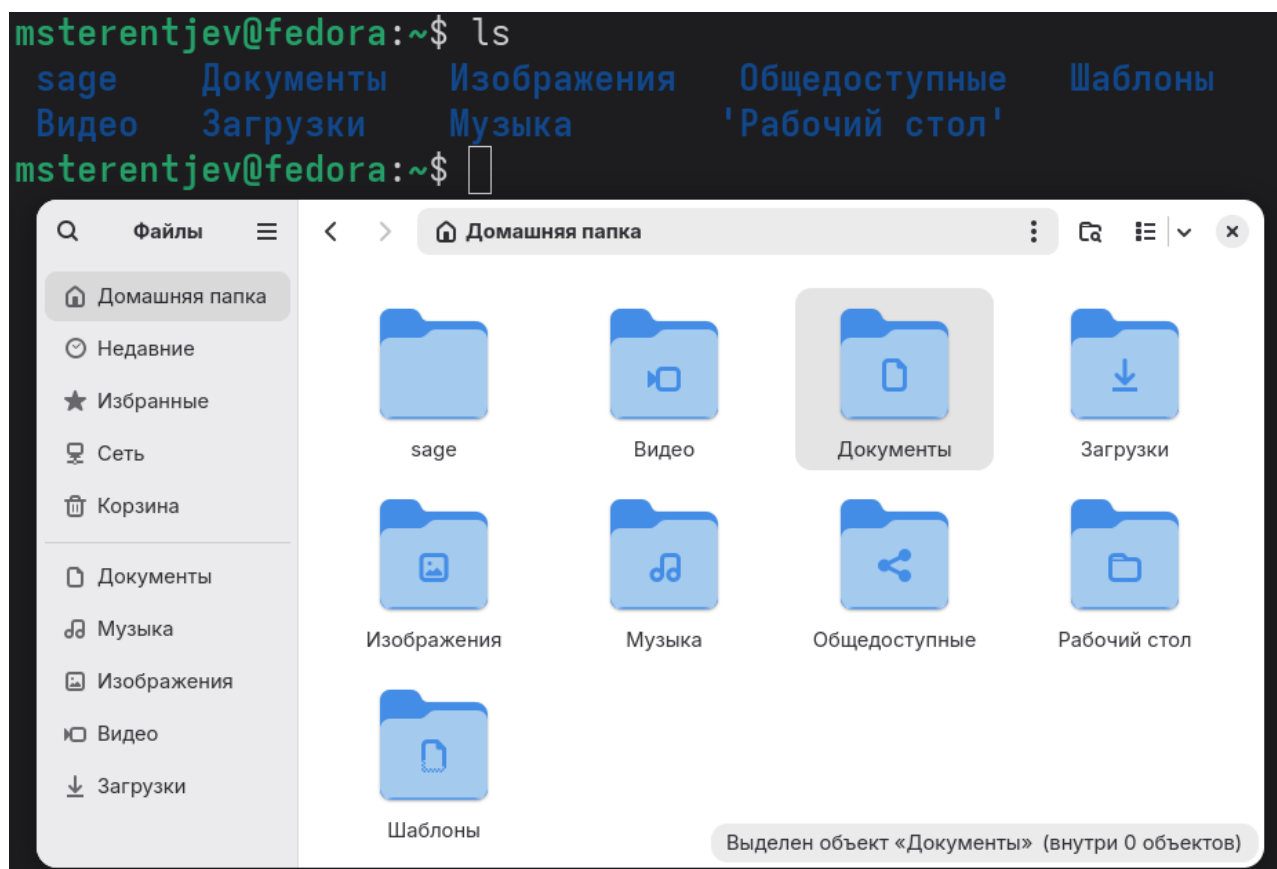 msterentjev@fedora:~$ ls
sage Документы Изображения Общедоступные Шаблоны
Видео Загрузки Музыка 'Рабочий стол'
msterentjev@fedora:~$
Файлы
Домашняя папка
Домашняя папка
Недавние
Избранные
Сеть
Корзина
Документы
Музыка
Изображения
Видео
Загрузки
sage Видео Документы Загрузки
Изображения Музыка Общедоступные Рабочий стол
Шаблоны
Выделен объект «Документы» (внутри 0 объектов)